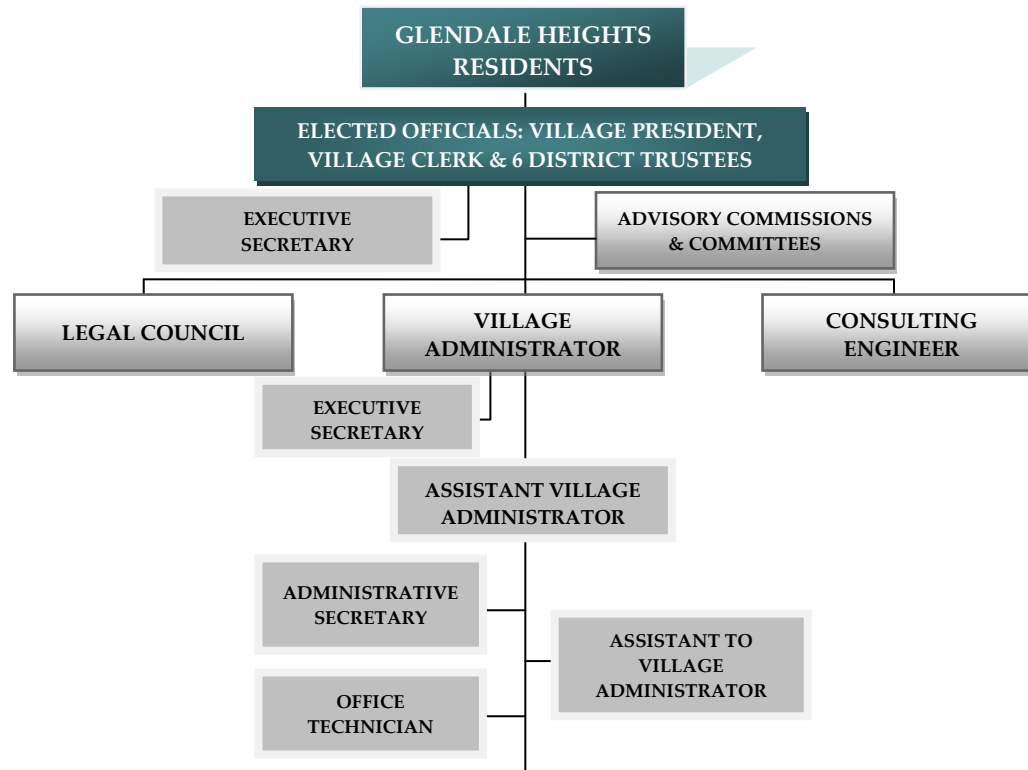 GLENDALE HEIGHTS
RESIDENTS
ELECTED OFFICIALS: VILLAGE PRESIDENT,
VILLAGE CLERK & 6 DISTRICT TRUSTEES
EXECUTIVE
SECRETARY
ADVISORY COMMISSIONS
& COMMITTEES
LEGAL COUNCIL
VILLAGE
ADMINISTRATOR
CONSULTING
ENGINEER
EXECUTIVE
SECRETARY
ASSISTANT VILLAGE
ADMINISTRATOR
ADMINISTRATIVE
SECRETARY
ASSISTANT TO
VILLAGE
ADMINISTRATOR
OFFICE
TECHNICIAN